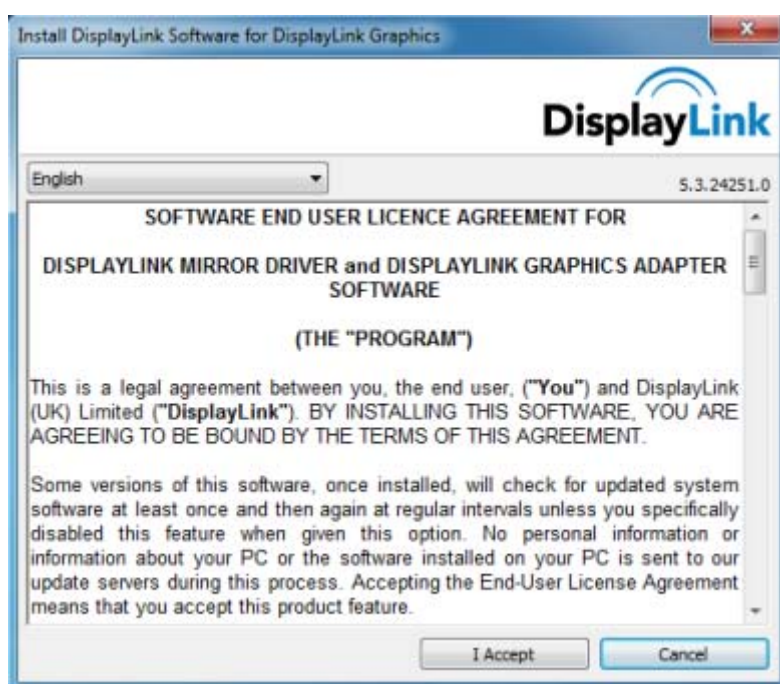 Install DisplayLink Software for DisplayLink Graphics
DisplayLink
English
5.3.24251.0
SOFTWARE END USER LICENCE AGREEMENT FOR
DISPLAYLINK MIRROR DRIVER and DISPLAYLINK GRAPHICS ADAPTER
SOFTWARE
(THE "PROGRAM")
This is a legal agreement between you, the end user, ("You") and DisplayLink
(UK) Limited ("DisplayLink"). BY INSTALLING THIS SOFTWARE, YOU ARE
AGREEING TO BE BOUND BY THE TERMS OF THIS AGREEMENT.
Some versions of this software, once installed, will check for updated system
software at least once and then again at regular intervals unless you specifically
disabled this feature when given this option. No personal information or
information about your PC or the software installed on your PC is sent to our
update servers during this process. Accepting the End-User License Agreement
means that you accept this product feature.
I Accept
Cancel